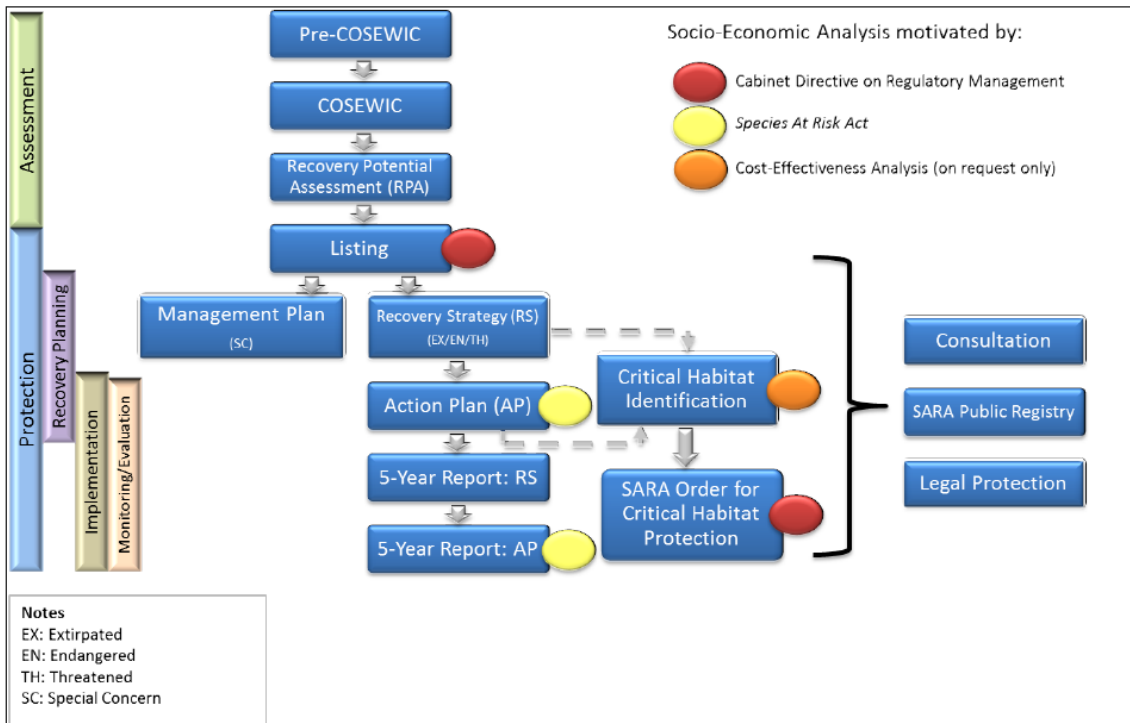 Pre-COSEWIC
COSEWIC
Recovery Potential
Assessment (RPA)
Listing
Management Plan
(SC)
Recovery Strategy (RS)
(EX/EN/TH)
Action Plan (AP)
5-Year Report: RS
5-Year Report: AP
Critical Habitat
Identification
SARA Order for
Critical Habitat
Protection
Socio-Economic Analysis motivated by:
Cabinet Directive on Regulatory Management
Species At Risk Act
Cost-Effectiveness Analysis (on request only)
Consultation
SARA Public Registry
Legal Protection
Assessment
Protection
Recovery Planning
Implementation
Monitoring/Evaluation
Notes
EX: Extirpated
EN: Endangered
TH: Threatened
SC: Special Concern